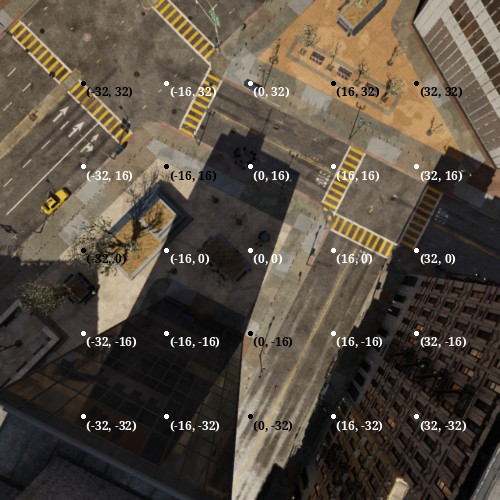 (-32, 32) (-16, 32) (0, 32) (16, 32) (32, 32)
(-32, 16) (-16, 16) (0, 16) (16, 16) (32, 16)
(-32, 0) (-16, 0) (0, 0) (16, 0) (32, 0)
(-32, -16) (-16, -16) (0, -16) (16, -16) (32, -16)
(-32, -32) (-16, -32) (0, -32) (16, -32) (32, -32)